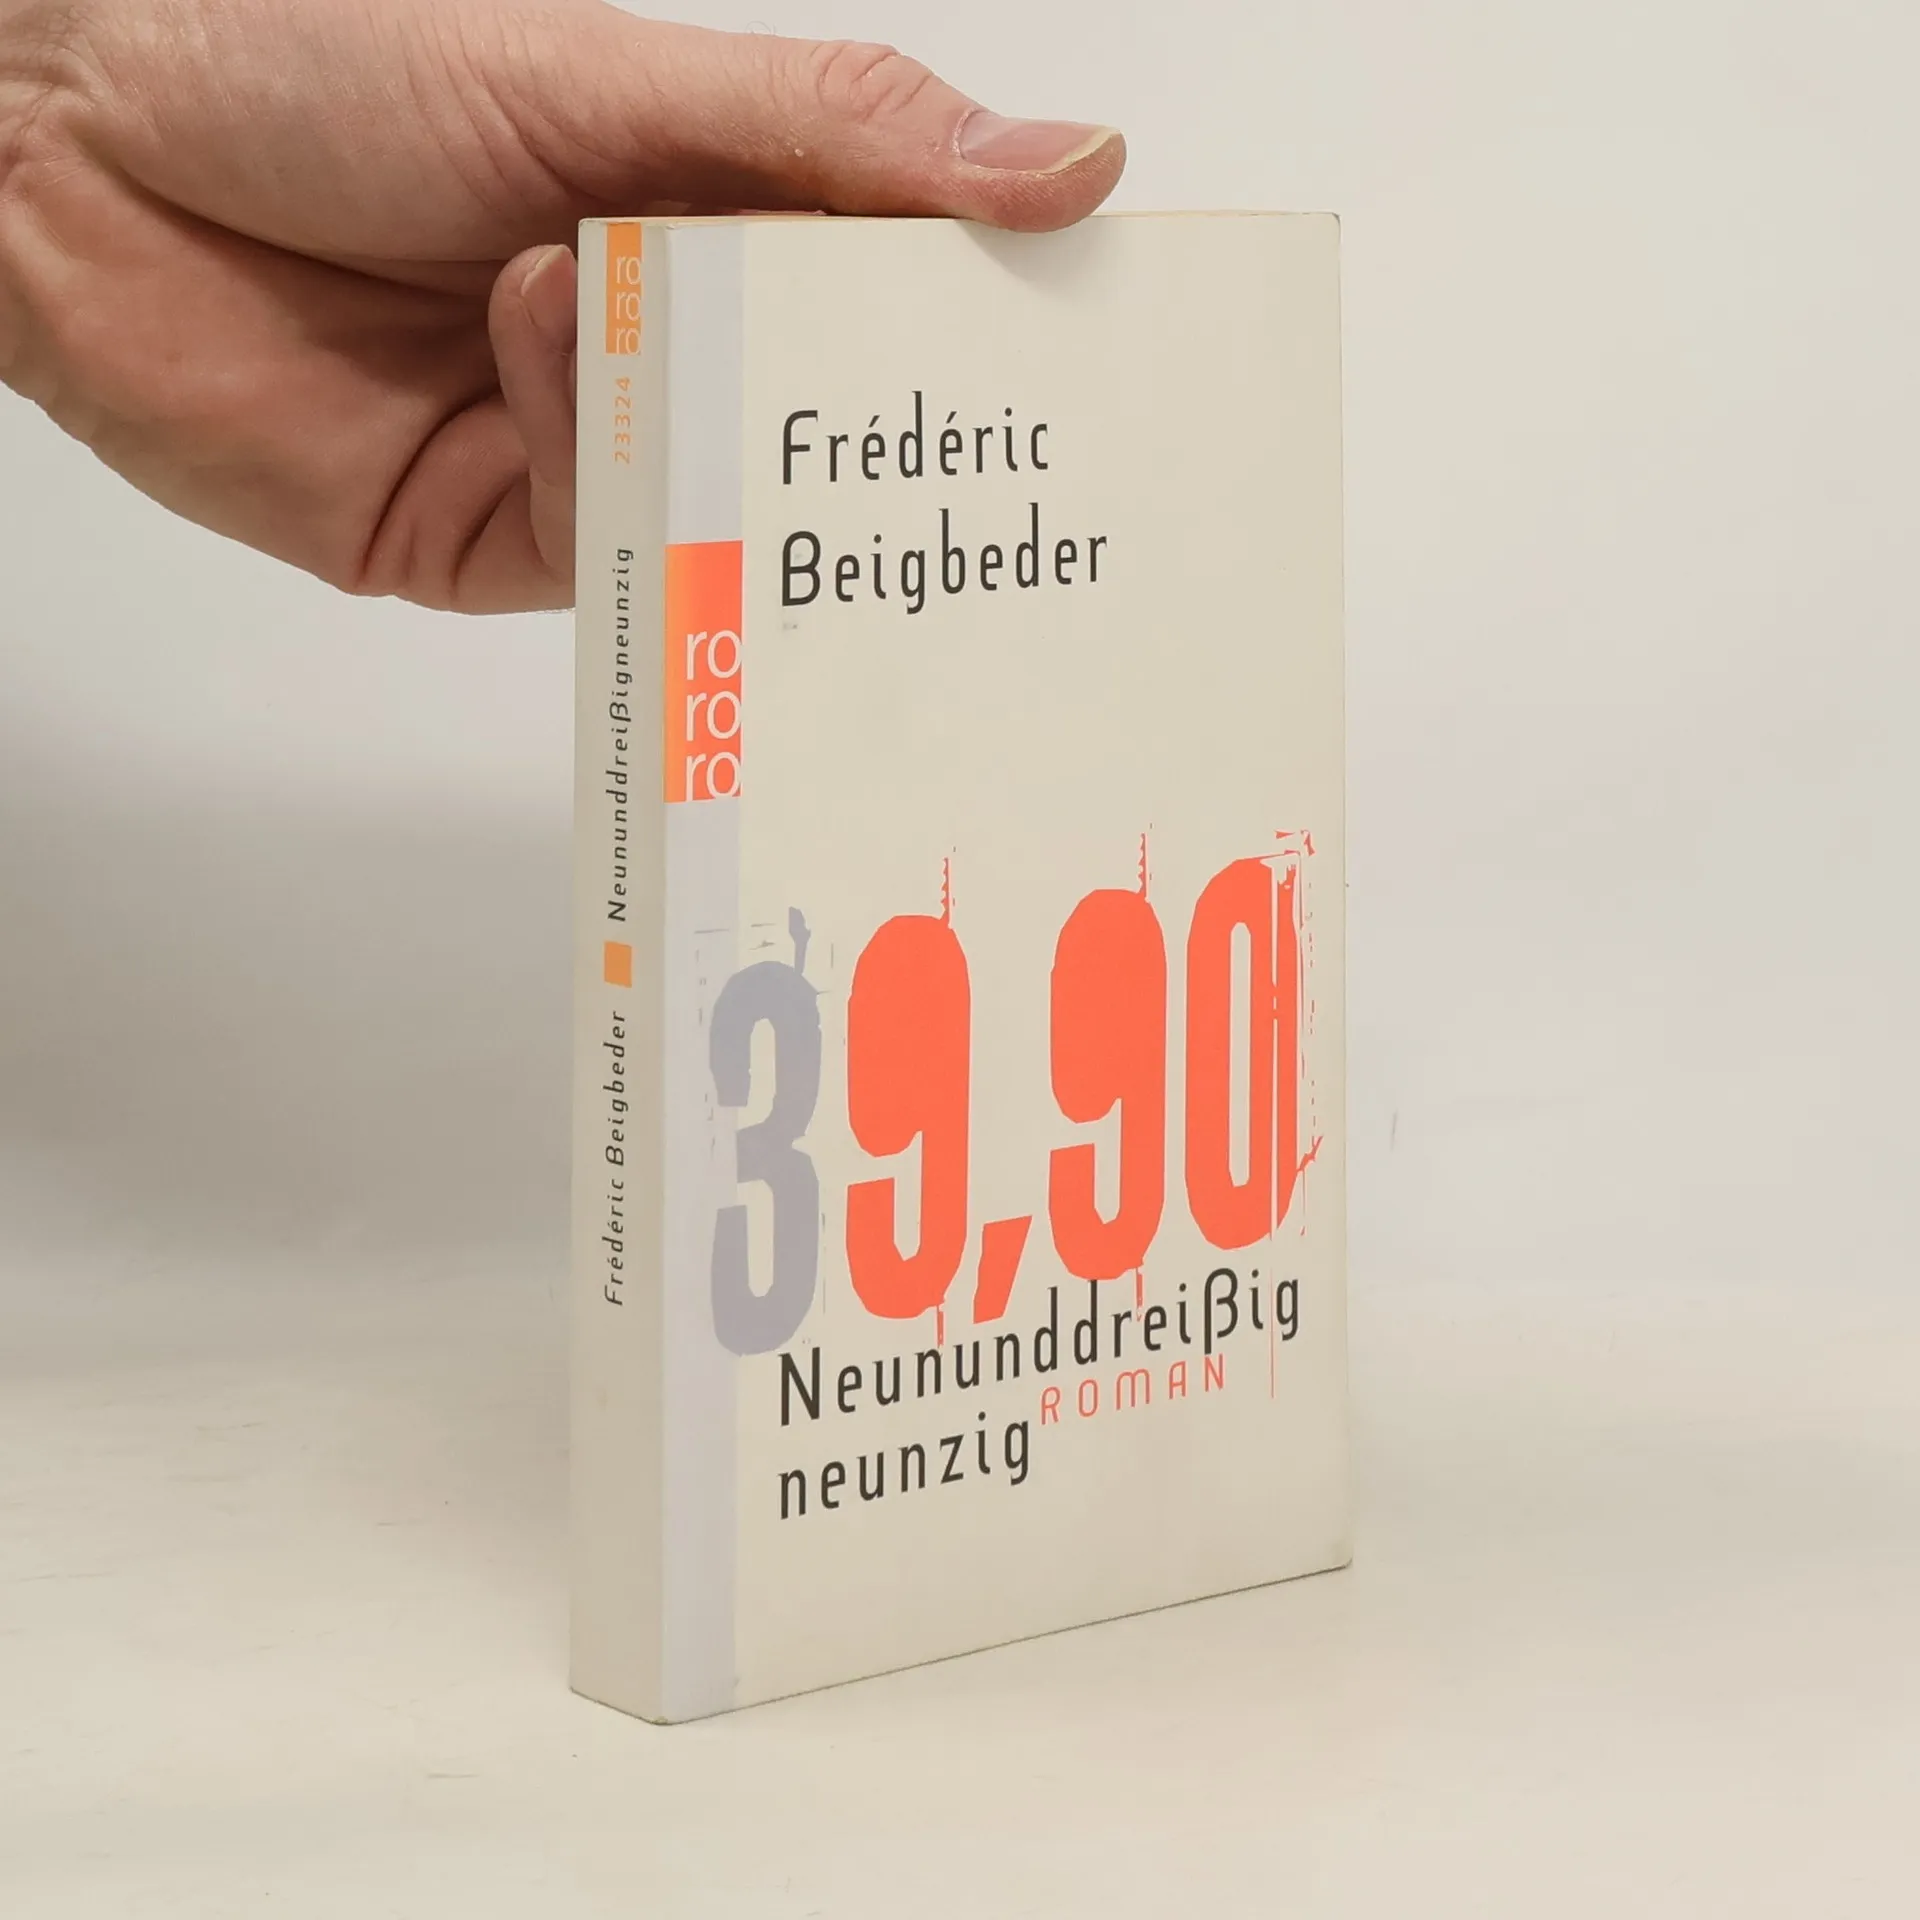 ro
ro
ro
23324
Frédéric Beigbeder Neununddreißigneunzig
Frédéric
Beigbeder
ro
ro
ro
39,90
Neununddreißig
neunzig
ROMAN